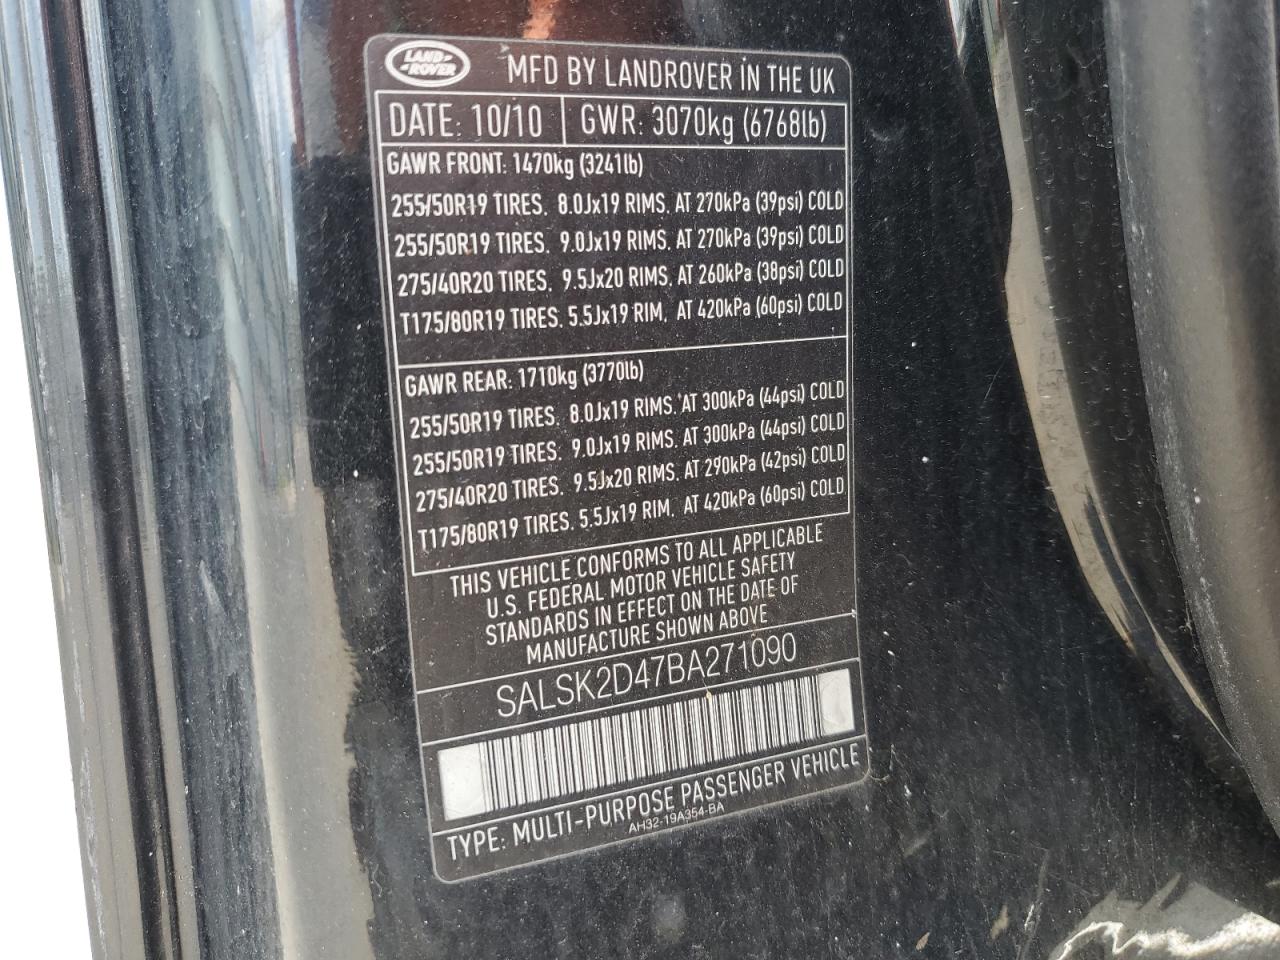 LAND ROVER
MFD BY LANDROVER IN THE UK
DATE: 10/10 GWR: 3070kg (6768lb)
GAWR FRONT: 1470kg (3241lb)
255/50R19 TIRES, 8.0Jx19 RIMS, AT 270kPa (39psi) COLD
255/50R19 TIRES, 9.0Jx19 RIMS, AT 270kPa (39psi) COLD
275/40R20 TIRES, 9.5Jx20 RIMS, AT 260kPa (38psi) COLD
T175/80R19 TIRES, 5.5Jx19 RIM, AT 420kPa (60psi) COLD
GAWR REAR: 1710kg (3770lb)
255/50R19 TIRES, 8.0Jx19 RIMS, AT 300kPa (44psi) COLD
255/50R19 TIRES, 9.0Jx19 RIMS, AT 300kPa (44psi) COLD
275/40R20 TIRES, 9.5Jx20 RIMS, AT 290kPa (42psi) COLD
T175/80R19 TIRES, 5.5Jx19 RIM, AT 420kPa (60psi) COLD
THIS VEHICLE CONFORMS TO ALL APPLICABLE
U.S. FEDERAL MOTOR VEHICLE SAFETY
STANDARDS IN EFFECT ON THE DATE OF
MANUFACTURE SHOWN ABOVE
SALSK2D47BA271090
TYPE: MULTI-PURPOSE PASSENGER VEHICLE
AH32-19A354-BA